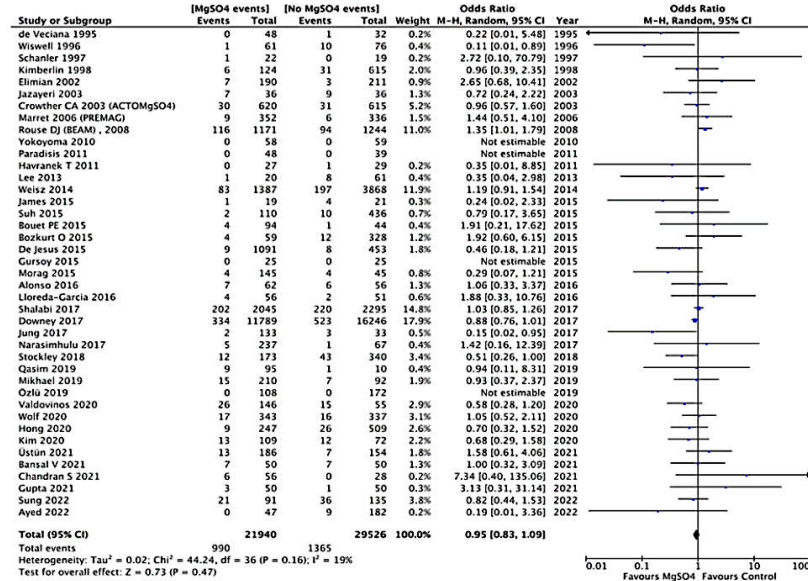 [MgSO4 events] [No MgSO4 events] Odds Ratio Odds Ratio
Study or Subgroup Events Total Events Total Weight M-H, Random, 95% CI Year M-H, Random, 95% CI
de Veciana 1995 0 48 1 32 0.2% 0.22 [0.01, 5.48] 1995
Wiswell 1996 1 61 10 76 0.4% 0.11 [0.01, 0.89] 1996
Schanler 1997 1 22 0 19 0.2% 2.72 [0.10, 70.79] 1997
Kimberlin 1998 6 124 31 615 2.2% 0.96 [0.39, 2.35] 1998
Elimian 2002 7 190 3 211 1.0% 2.65 [0.68, 10.41] 2002
Jazayeri 2003 7 36 9 36 1.4% 0.72 [0.24, 2.22] 2003
Crowther CA 2003 (ACTOMgSO4) 30 620 31 615 5.5% 0.96 [0.57, 1.60] 2003
Marret 2006 (PREMAG) 9 352 6 336 1.6% 1.44 [0.51, 4.10] 2006
Rouse DJ (BEAM) , 2008 116 1171 94 1244 11.0% 1.35 [1.01, 1.79] 2008
Yokoyoma 2010 0 58 0 59 Not estimable 2010
Paradisis 2011 0 48 0 39 Not estimable 2011
Havranek T 2011 0 27 1 29 0.2% 0.35 [0.01, 8.85] 2011
Lee 2013 1 20 8 61 0.4% 0.35 [0.04, 2.98] 2013
Weisz 2014 83 1387 197 3868 11.9% 1.19 [0.91, 1.54] 2014
James 2015 1 19 4 21 0.4% 0.24 [0.02, 2.33] 2015
Suh 2015 2 110 10 436 0.8% 0.79 [0.17, 3.65] 2015
Bouet PE 2015 4 94 1 44 0.4% 1.91 [0.21, 17.62] 2015
Bozkurt O 2015 4 59 12 328 1.3% 1.92 [0.60, 6.15] 2015
De Jesus 2015 9 1091 8 453 1.8% 0.46 [0.18, 1.21] 2015
Gursoy 2015 0 25 0 25 Not estimable 2015
Morag 2015 4 145 4 45 0.8% 0.29 [0.07, 1.21] 2015
Alonso 2016 7 62 6 56 1.3% 1.06 [0.33, 3.37] 2016
Lloreda-Garcia 2016 4 56 2 51 0.6% 1.88 [0.33, 10.76] 2016
Shalabi 2017 202 2045 220 2295 14.8% 1.03 [0.85, 1.26] 2017
Downey 2017 334 11789 523 16246 17.9% 0.88 [0.76, 1.01] 2017
Jung 2017 2 133 3 33 0.5% 0.15 [0.02, 0.95] 2017
Narasimhulu 2017 5 237 1 67 0.4% 1.42 [0.16, 12.39] 2017
Stockley 2018 12 173 43 340 3.6% 0.51 [0.26, 1.00] 2018
Qasim 2019 9 95 1 10 0.4% 0.94 [0.11, 8.31] 2019
Mikhael 2019 15 210 7 92 1.9% 0.93 [0.37, 2.37] 2019
Özlü 2019 0 108 0 172 Not estimable 2019
Valdovinos 2020 26 146 15 55 3.2% 0.58 [0.28, 1.20] 2020
Wolf 2020 17 343 16 337 3.3% 1.05 [0.52, 2.11] 2020
Hong 2020 9 247 26 509 2.7% 0.70 [0.32, 1.52] 2020
Kim 2020 13 109 12 72 2.3% 0.68 [0.29, 1.58] 2020
Üstün 2021 13 186 7 154 1.9% 1.58 [0.61, 4.06] 2021
Bansal V 2021 7 50 7 50 1.4% 1.00 [0.32, 3.09] 2021
Chandran S 2021 6 56 0 28 0.2% 7.34 [0.40, 135.06] 2021
Gupta 2021 3 50 1 50 0.4% 3.13 [0.31, 31.14] 2021
Sung 2022 21 91 36 135 4.0% 0.82 [0.44, 1.53] 2022
Ayed 2022 0 47 9 182 0.2% 0.19 [0.01, 3.36] 2022
Total (95% CI) 21940 29526 100.0% 0.95 [0.83, 1.09]
Total events 990 1365
Heterogeneity: Tau² = 0.02; Chi² = 44.24, df = 36 (P = 0.16); I² = 19%
Test for overall effect: Z = 0.73 (P = 0.47)
0.01 0.1 1 10 100
Favours MgSO4 Favours Control